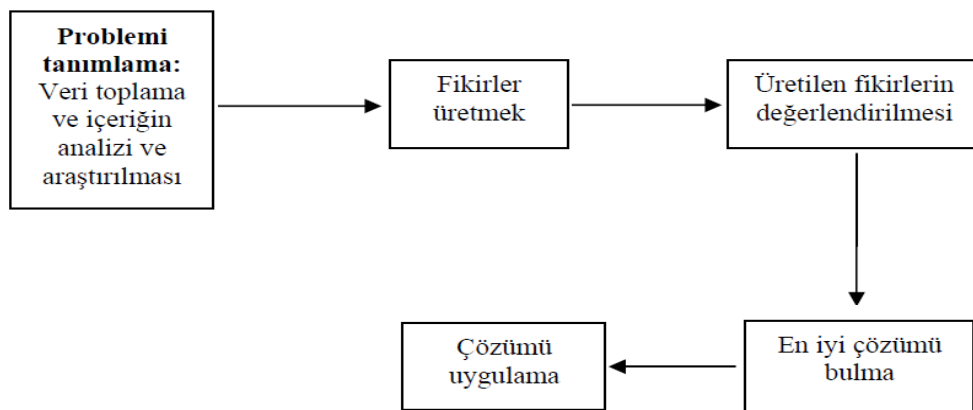 Problemi
tanımlama:
Veri toplama
ve içeriğin
analizi ve
araştırılması
Fikirler
üretmek
Üretilen fikirlerin
değerlendirilmesi
En iyi çözümü
bulma
Çözümü
uygulama